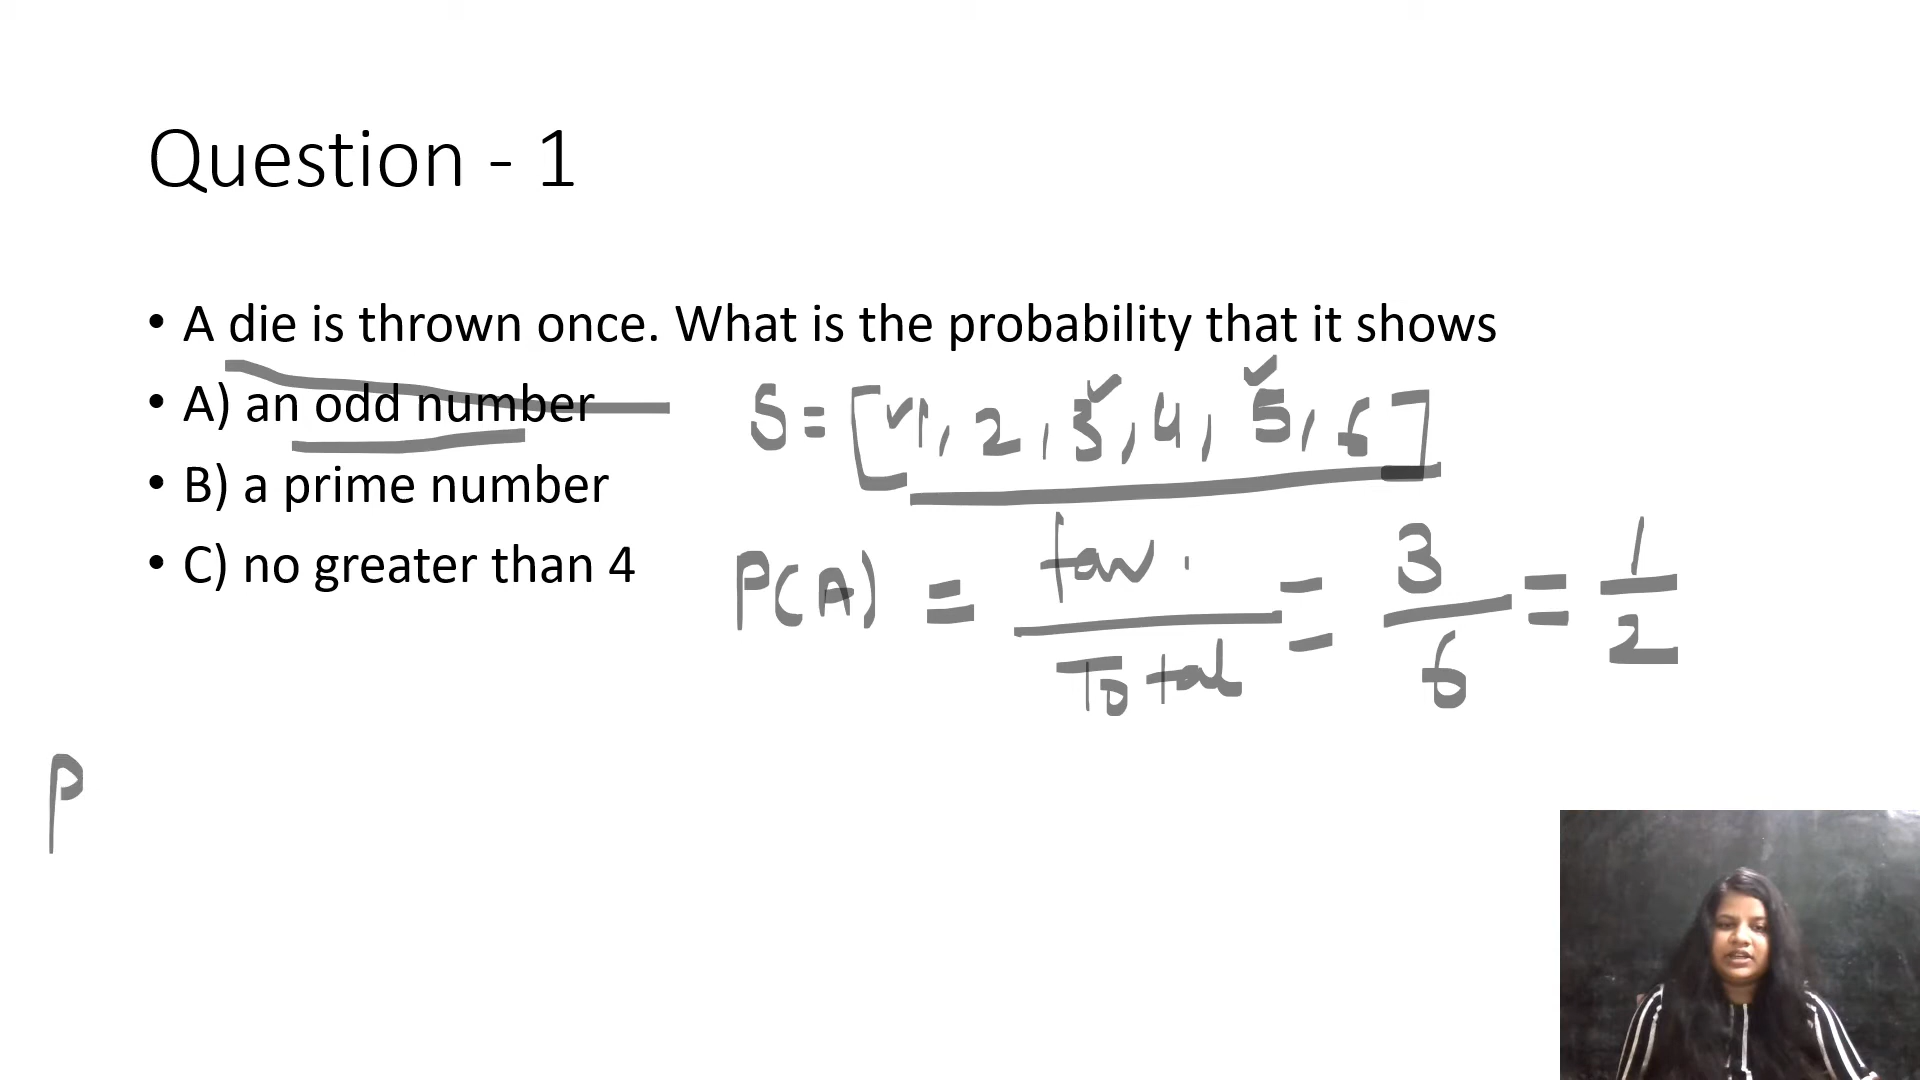 Question - 1
• A die is thrown once. What is the probability that it shows
• A) an odd number
S = [1, 2, 3, 4, 5, 6]
• B) a prime number
• C) no greater than 4
P(A) = fav. / Total = 3 / 6 = 1 / 2
P